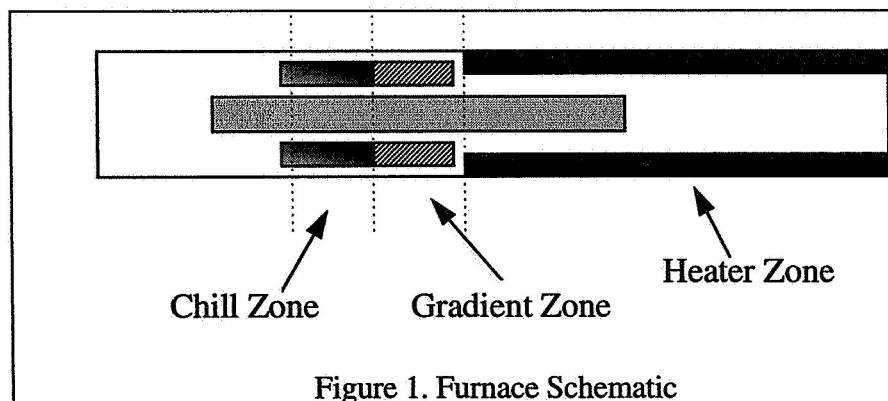 Heater Zone
Chill Zone
Gradient Zone
Figure 1. Furnace Schematic